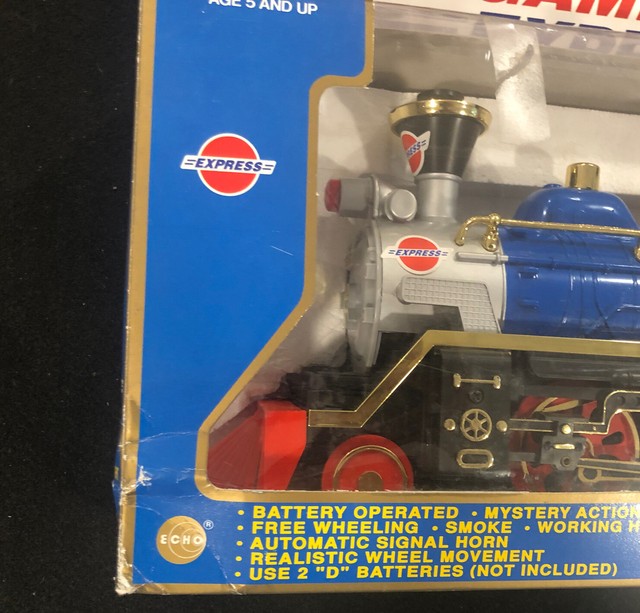 AGE 5 AND UP
EXPRESS
EXPRESS
• BATTERY OPERATED • MYSTERY ACTION
• FREE WHEELING • SMOKE • WORKING H
• AUTOMATIC SIGNAL HORN
• REALISTIC WHEEL MOVEMENT
• USE 2 "D" BATTERIES (NOT INCLUDED)
ECHO®